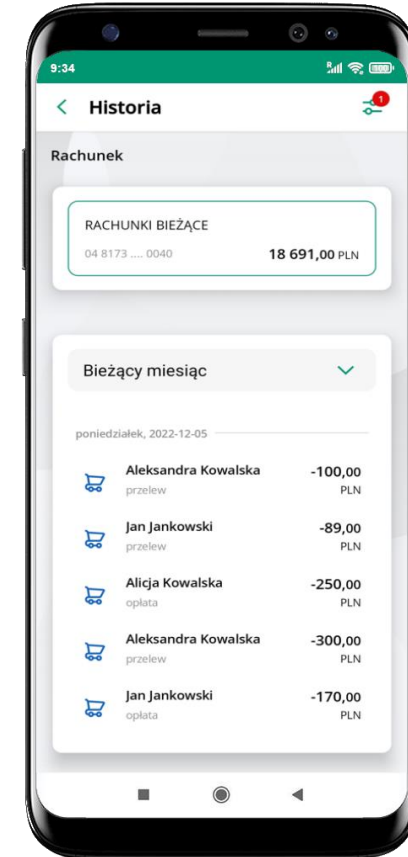 9:34
Historia
1
Rachunek
RACHUNKI BIEŻĄCE
04 8173 .... 0040 18 691,00 PLN
Bieżący miesiąc
poniedziałek, 2022-12-05
Aleksandra Kowalska -100,00
przelew PLN
Jan Jankowski -89,00
przelew PLN
Alicja Kowalska -250,00
opłata PLN
Aleksandra Kowalska -300,00
przelew PLN
Jan Jankowski -170,00
opłata PLN